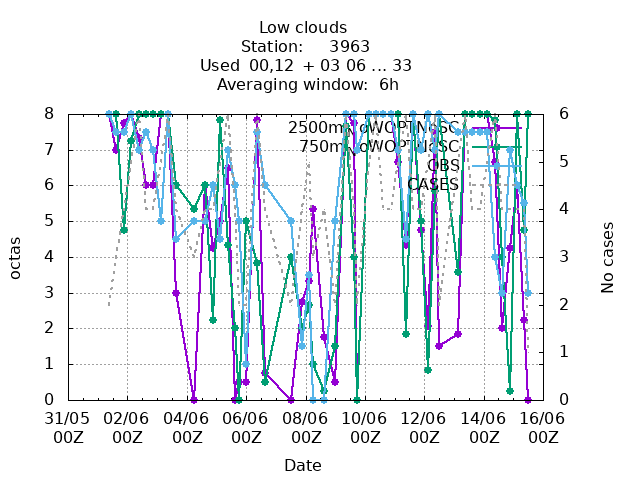 Low clouds
Station: 3963
Used 00,12 + 03 06 ... 33
Averaging window: 6h
8
7
6
5
4
3
2
1
0
octas
6
5
4
3
2
1
0
No cases
OBS
CASES
31/05 02/06 04/06 06/06 08/06 10/06 12/06 14/06 16/06
00Z 00Z 00Z 00Z 00Z 00Z 00Z 00Z 00Z
Date